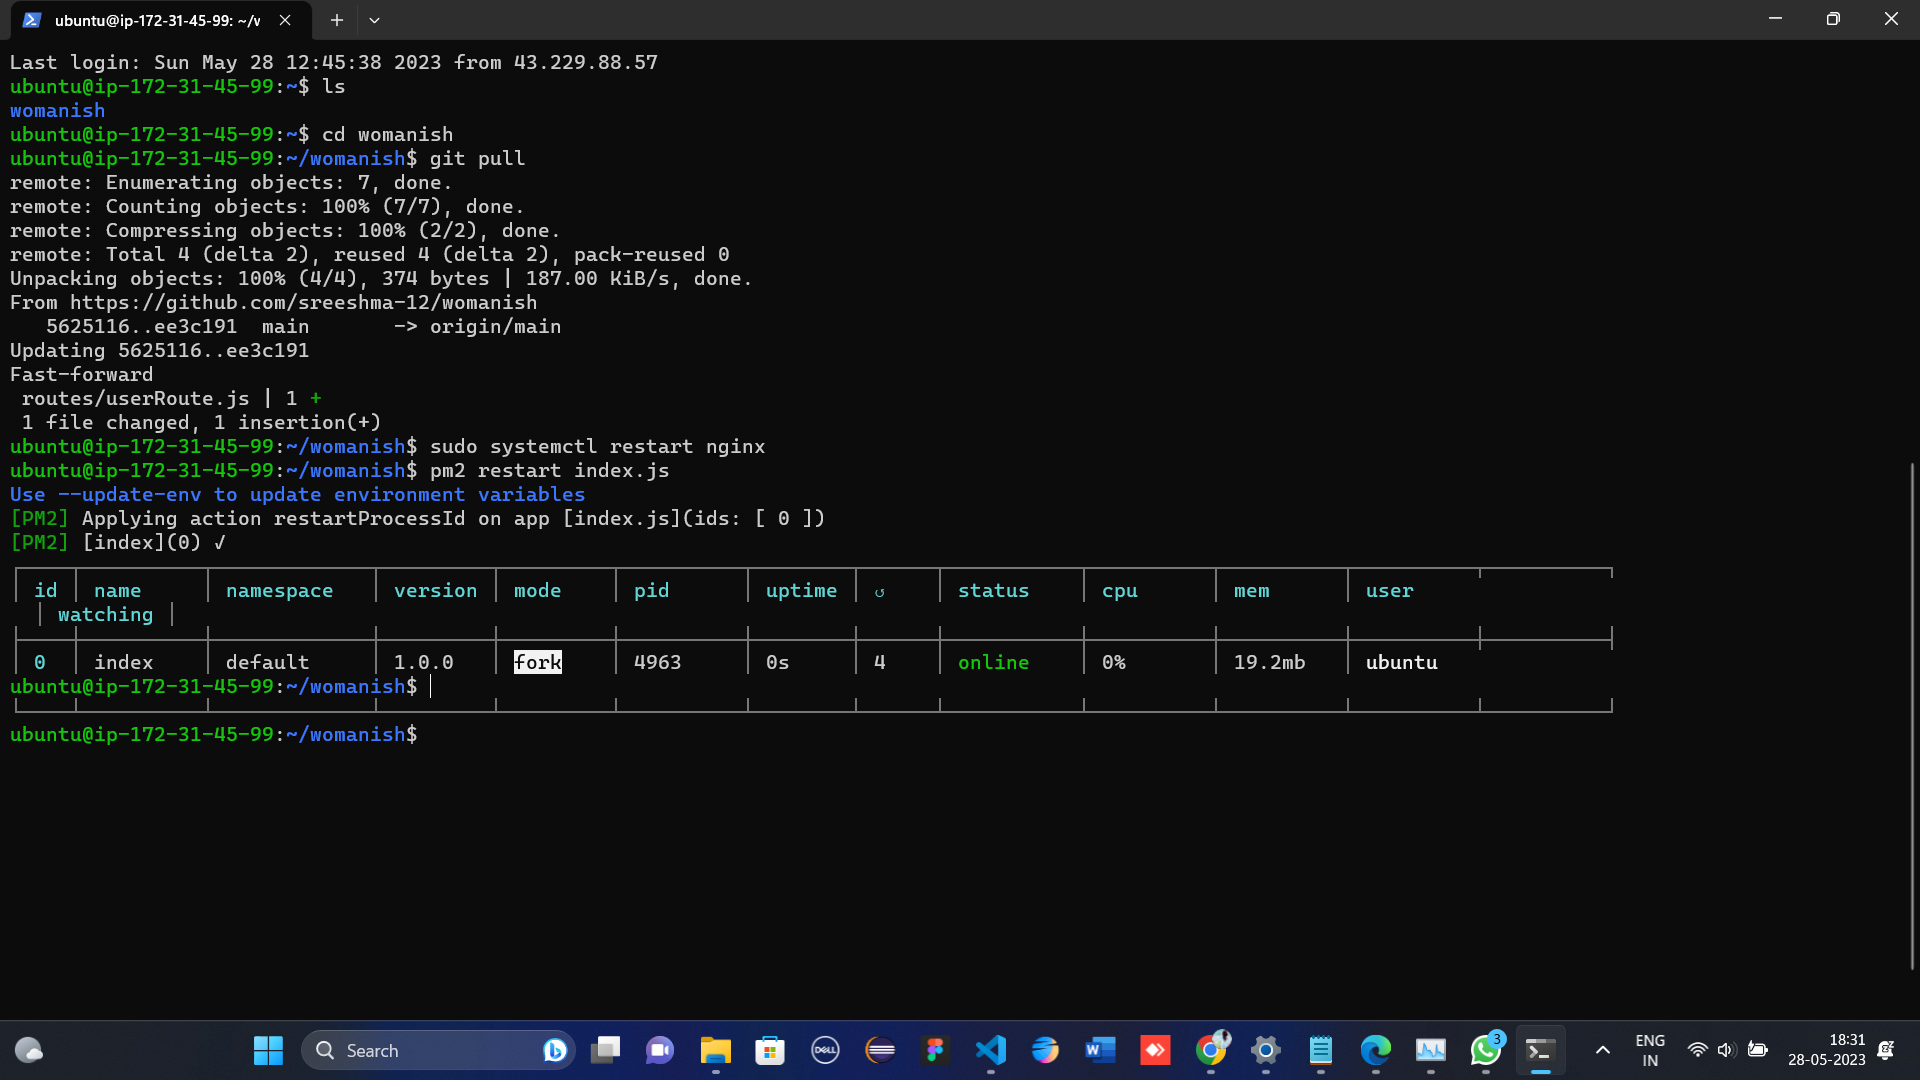 ubuntu@ip-172-31-45-99: ~/w
Last login: Sun May 28 12:45:38 2023 from 43.229.88.57
ubuntu@ip-172-31-45-99:~$ ls
womanish
ubuntu@ip-172-31-45-99:~$ cd womanish
ubuntu@ip-172-31-45-99:~/womanish$ git pull
remote: Enumerating objects: 7, done.
remote: Counting objects: 100% (7/7), done.
remote: Compressing objects: 100% (2/2), done.
remote: Total 4 (delta 2), reused 4 (delta 2), pack-reused 0
Unpacking objects: 100% (4/4), 374 bytes | 187.00 KiB/s, done.
From https://github.com/sreeshma-12/womanish
   5625116..ee3c191  main       -> origin/main
Updating 5625116..ee3c191
Fast-forward
 routes/userRoute.js | 1 +
 1 file changed, 1 insertion(+)
ubuntu@ip-172-31-45-99:~/womanish$ sudo systemctl restart nginx
ubuntu@ip-172-31-45-99:~/womanish$ pm2 restart index.js
Use --update-env to update environment variables
[PM2] Applying action restartProcessId on app [index.js](ids: [ 0 ])
[PM2] [index](0) ✓
│ id │ name │ namespace │ version │ mode │ pid │ uptime │ ↺ │ status │ cpu │ mem │ user
│ watching │
│ 0 │ index │ default │ 1.0.0 │ fork │ 4963 │ 0s │ 4 │ online │ 0% │ 19.2mb │ ubuntu
ubuntu@ip-172-31-45-99:~/womanish$
ubuntu@ip-172-31-45-99:~/womanish$
Search
DELL
W
3
ENG
IN
18:31
28-05-2023